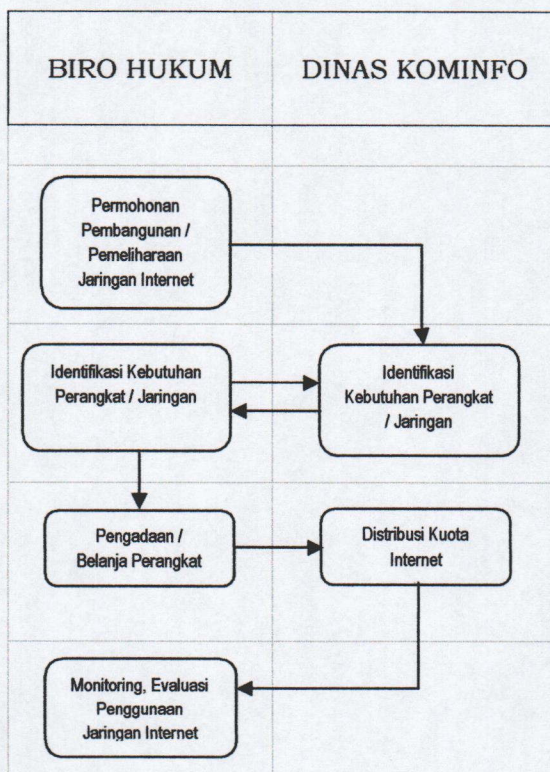 BIRO HUKUM
DINAS KOMINFO
Permohonan
Pembangunan /
Pemeliharaan
Jaringan Internet
Identifikasi Kebutuhan
Perangkat / Jaringan
Identifikasi
Kebutuhan Perangkat
/ Jaringan
Pengadaan /
Belanja Perangkat
Distribusi Kuota
Internet
Monitoring, Evaluasi
Penggunaan
Jaringan Internet